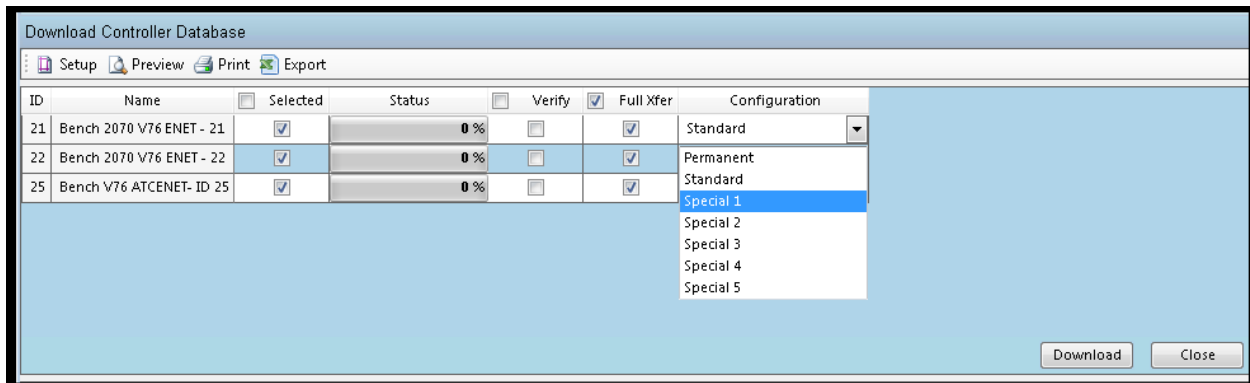 Download Controller Database
Setup Preview Print Export
ID Name Selected Status Verify Full Xfer Configuration
21 Bench 2070 V76 ENET - 21 0 % Standard
22 Bench 2070 V76 ENET - 22 0 % Permanent
25 Bench V76 ATCENET- ID 25 0 % Standard
Special 1
Special 2
Special 3
Special 4
Special 5
Download Close